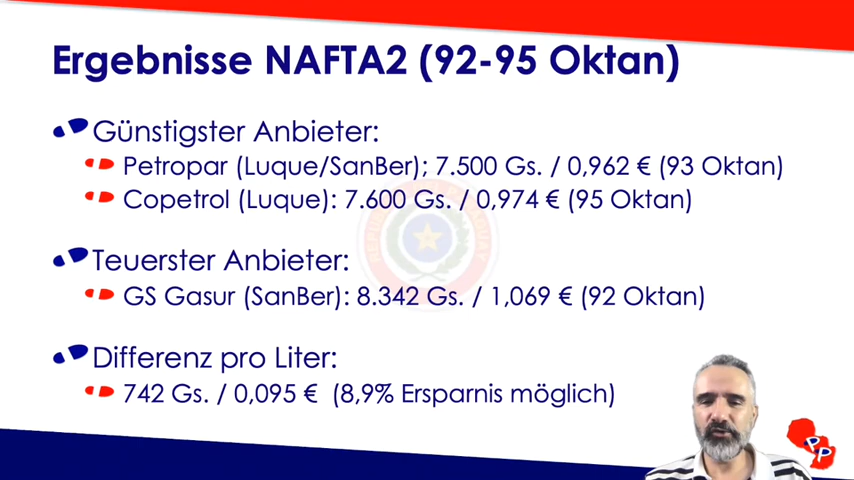 Ergebnisse NAFTA2 (92-95 Oktan)
Günstigster Anbieter:
Petropar (Luque/SanBer); 7.500 Gs. / 0,962 € (93 Oktan)
Copetrol (Luque): 7.600 Gs. / 0,974 € (95 Oktan)
Teuerster Anbieter:
GS Gasur (SanBer): 8.342 Gs. / 1,069 € (92 Oktan)
Differenz pro Liter:
742 Gs. / 0,095 € (8,9% Ersparnis möglich)
P P